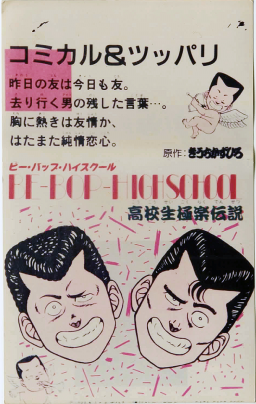 コミカル&ツッパリ
昨日の友は今日も友。
去り行く男の残した言葉…。
胸に熱きは友情か、
はたまた純情恋心。
原作：きうちかずひろ
ビー・バップ・ハイスクール
BE-BOP-HIGHSCHOOL
高校生極楽伝説